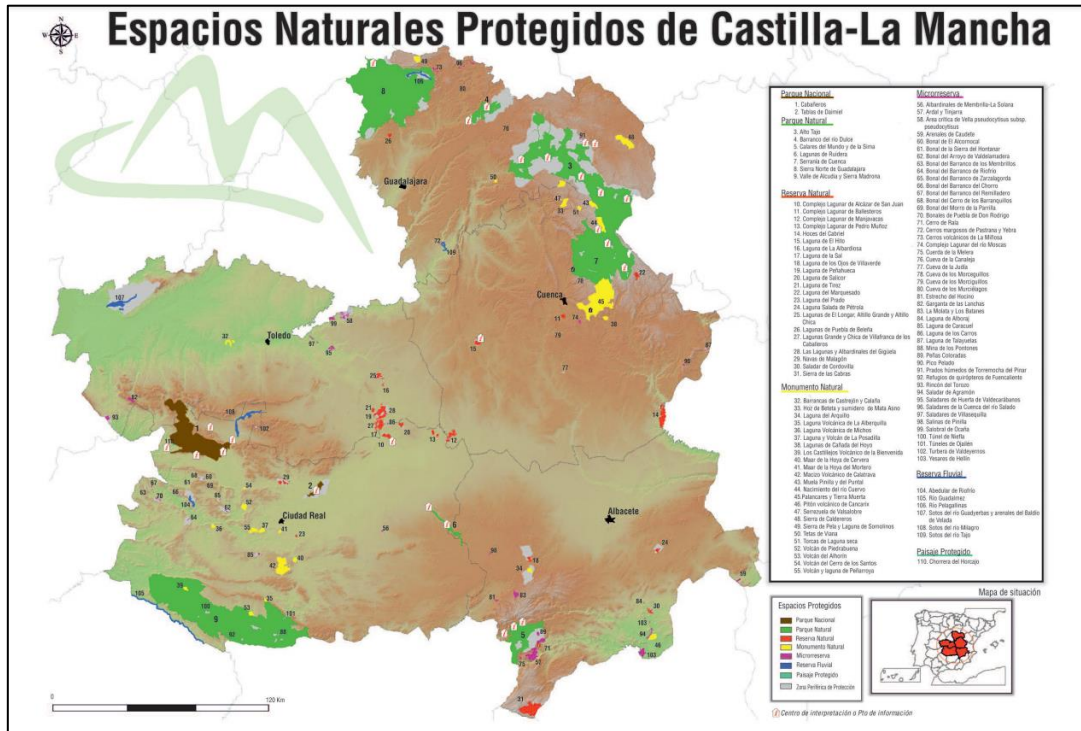 Espacios Naturales Protegidos de Castilla-La Mancha
Guadalajara
Cuenca
Toledo
Ciudad Real
Albacete
0 120 Km
Parque Nacional
1. Cabañeros
2. Tablas de Daimiel
Parque Natural
3. Alto Tajo
4. Barranco del río Dulce
5. Calares del Mundo y de la Sima
6. Lagunas de Ruidera
7. Serranía de Cuenca
8. Sierra Norte de Guadalajara
9. Valle de Alcudia y Sierra Madrona
Reserva Natural
10. Complejo Lagunar de Alcázar de San Juan
11. Complejo Lagunar de Ballesteros
12. Complejo Lagunar de Manjavacas
13. Complejo Lagunar de Pedro Muñoz
14. Hoces del Cabriel
15. Laguna de El Hito
16. Laguna de La Albardiosa
17. Laguna de la Sal
18. Laguna de los Ojos de Villaverde
19. Laguna de Peñahueca
20. Laguna de Salicor
21. Laguna de Tirez
22. Laguna del Marquesado
23. Laguna del Prado
24. Laguna Salada de Pétrola
25. Lagunas de El Longar, Altillo Grande y Altillo
Chica
26. Lagunas de Puebla de Beleña
27. Lagunas Grande y Chica de Villafranca de los
Caballeros
28. Las Lagunas y Albardinales del Gigüela
29. Navas de Malagón
30. Saladar de Cordovilla
31. Sierra de las Cabras
Monumento Natural
32. Barrancas de Castrejón y Calaña
33. Hoz de Beteta y sumidero de Mata Asno
34. Laguna del Arquillo
35. Laguna Volcánica de La Alberquilla
36. Laguna Volcánica de Michos
37. Laguna y Volcán de La Posadilla
38. Lagunas de Cañada del Hoyo
39. Los Castillejos Volcánico de la Bienvenida
40. Maar de la Hoya de Cervera
41. Maar de la Hoya del Mortero
42. Macizo Volcánico de Calatrava
43. Muela Pinilla y del Puntal
44. Nacimiento del río Cuervo
45. Palancares y Tierra Muerta
46. Pitón volcánico de Cancarix
47. Serrezuela de Valsalobre
48. Sierra de Caldereros
49. Sierra de Pela y Laguna de Somolinos
50. Tetas de Viana
51. Torcas de Laguna seca
52. Volcán de Piedrabuena
53. Volcán del Alhorín
54. Volcán del Cerro de los Santos
55. Volcán y laguna de Peñarroya
Microrreserva
56. Albardinales de Membrilla-La Solana
57. Ardal y Tinjarra
58. Área crítica de Vella pseudocytisus subsp.
pseudocytisus
59. Arenales de Caudete
60. Bonal de El Alcornocal
61. Bonal de la Sierra del Hontanar
62. Bonal del Arroyo de Valdelamadera
63. Bonal del Barranco de los Membrillos
64. Bonal del Barranco de Riofrío
65. Bonal del Barranco de Zarzalagorda
66. Bonal del Barranco del Chorro
67. Bonal del Barranco del Remilladero
68. Bonal del Cerro de los Barranquillos
69. Bonal del Morro de la Parrilla
70. Bonales de Puebla de Don Rodrigo
71. Cerro de Rala
72. Cerros margosos de Pastrana y Yebra
73. Cerros volcánicos de La Miñosa
74. Complejo Lagunar del río Moscas
75. Cuerda de la Melera
76. Cueva de la Canaleja
77. Cueva de la Judía
78. Cueva de los Morceguillos
79. Cueva de los Morciguillos
80. Cueva de los Murciélagos
81. Estrecho del Hocino
82. Garganta de las Lanchas
83. La Molata y Los Batanes
84. Laguna de Alboraj
85. Laguna de Caracuel
86. Laguna de los Carros
87. Laguna de Talayuelas
88. Mina de los Pontones
89. Peñas Coloradas
90. Pico Pelado
91. Prados húmedos de Torremocha del Pinar
92. Refugios de quirópteros de Fuencaliente
93. Rincón del Torozo
94. Saladar de Agramón
95. Saladares de Huerta de Valdecarábanos
96. Saladares de la Cuenca del río Salado
97. Saladares de Villasequilla
98. Salinas de Pinilla
99. Salobral de Ocaña
100. Túnel de Niefla
101. Túneles de Ojailén
102. Turbera de Valdeyernos
103. Yesares de Hellín
Reserva Fluvial
104. Abedular de Riofrío
105. Río Guadalmez
106. Río Pelagallinas
107. Sotos del río Guadyerbas y arenales del Baldío
de Velada
108. Sotos del río Milagro
109. Sotos del río Tajo
Paisaje Protegido
110. Chorrera del Horcajo
Mapa de situación
Espacios Protegidos
Parque Nacional
Parque Natural
Reserva Natural
Monumento Natural
Microrreserva
Reserva Fluvial
Paisaje Protegido
Zona Periférica de Protección
Centro de interpretación o Pto de información